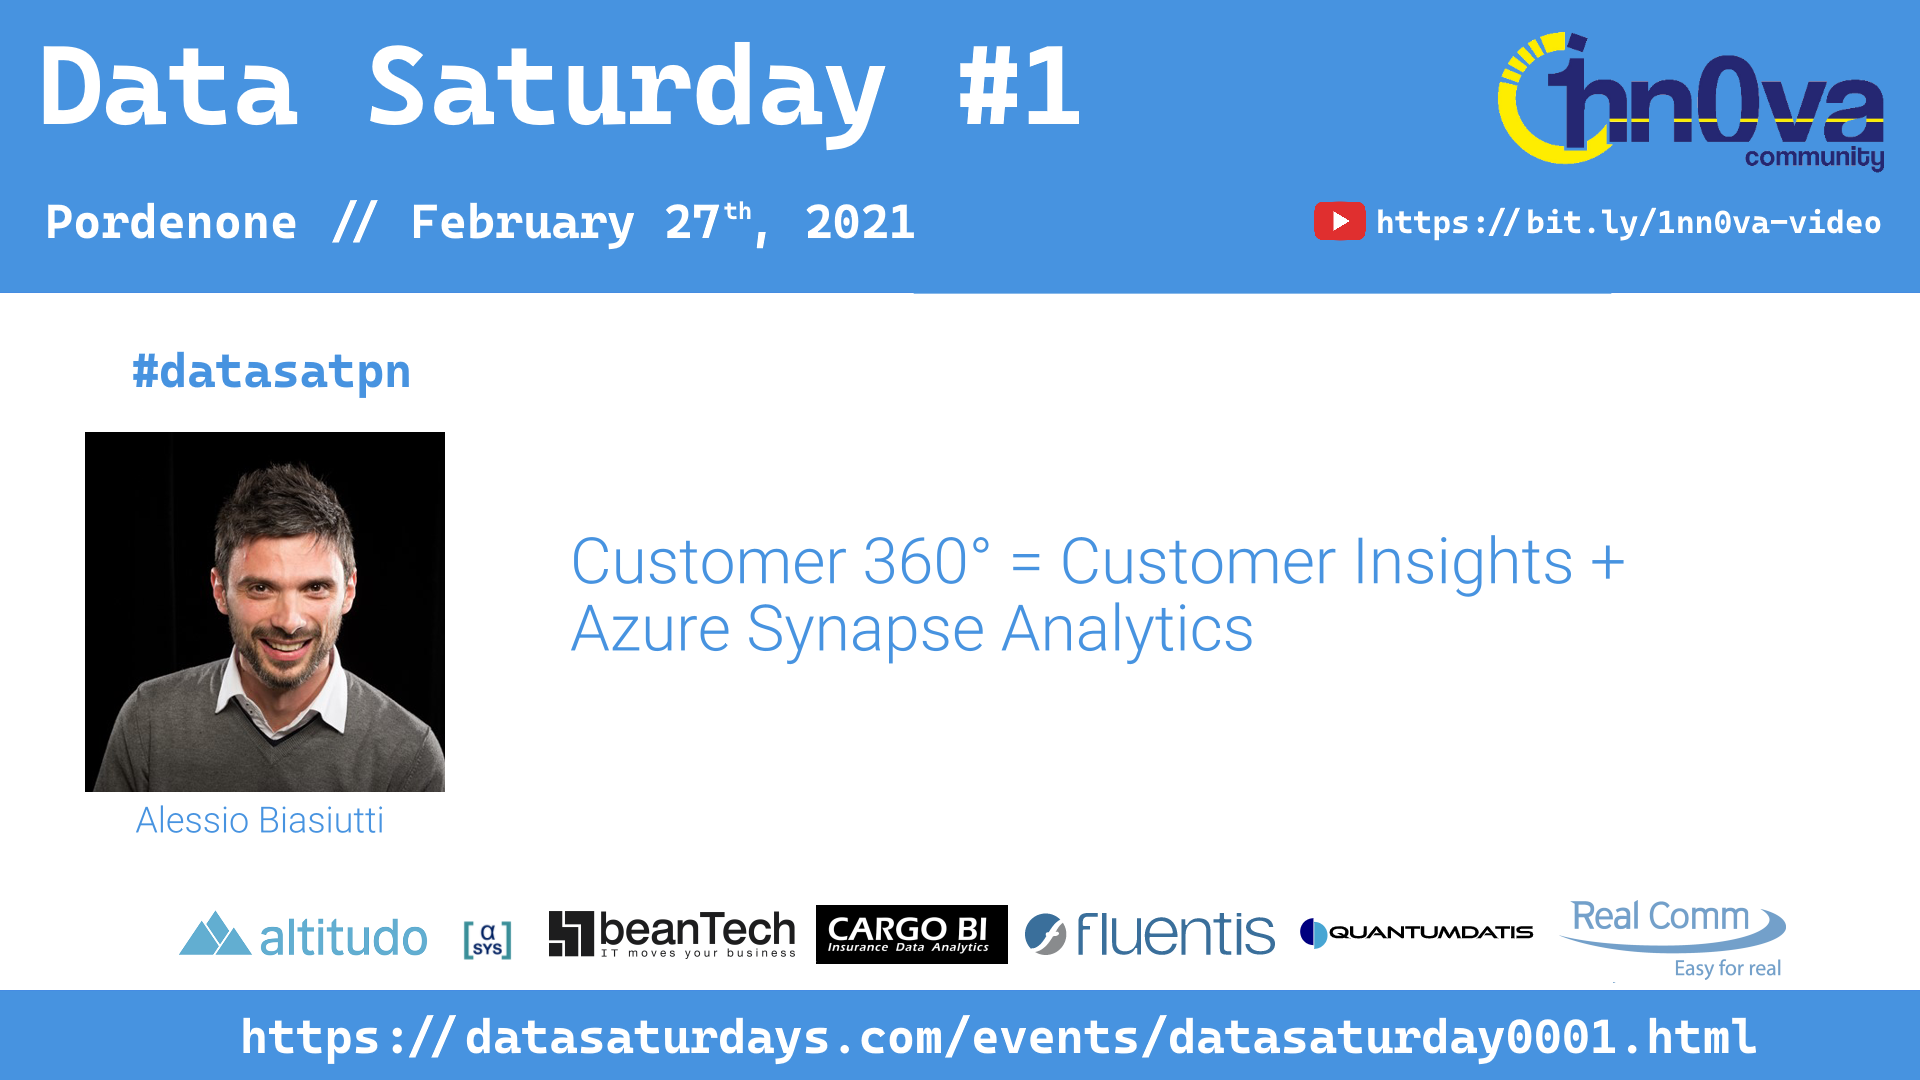 Data Saturday #1
1nn0va
community
Pordenone // February 27th, 2021
https://bit.ly/1nn0va-video
#datasatpn
Customer 360° = Customer Insights +
Azure Synapse Analytics
Alessio Biasiutti
altitudo
[α SYS]
beanTech
IT moves your business
CARGO BI
Insurance Data Analytics
fluentis
QUANTUMDATIS
Real Comm
Easy for real
https://datasaturdays.com/events/datasaturday0001.html